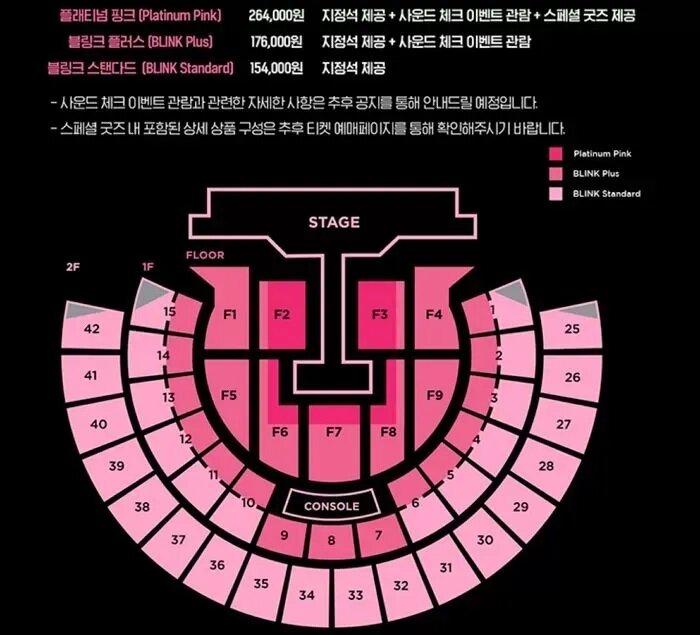 플래티넘 핑크 (Platinum Pink) 264,000원 지정석 제공 + 사운드 체크 이벤트 관람 + 스페셜 굿즈 제공
블링크 플러스 (BLINK Plus) 176,000원 지정석 제공 + 사운드 체크 이벤트 관람
블링크 스탠다드 (BLINK Standard) 154,000원 지정석 제공
- 사운드 체크 이벤트 관람과 관련한 자세한 사항은 추후 공지를 통해 안내드릴 예정입니다.
- 스페셜 굿즈 내 포함된 상세 상품 구성은 추후 티켓 예매페이지를 통해 확인해주시기 바랍니다.
Platinum Pink
BLINK Plus
BLINK Standard
STAGE
FLOOR
2F 1F
F1 F2 F3 F4
15 1
42 25
14 2
41 26
F5 F9
13 3
40 27
F6 F7 F8
12 4
39 28
11 5
10 6
38 29
CONSOLE
9 8 7
37 30
36 31
35 32
34 33